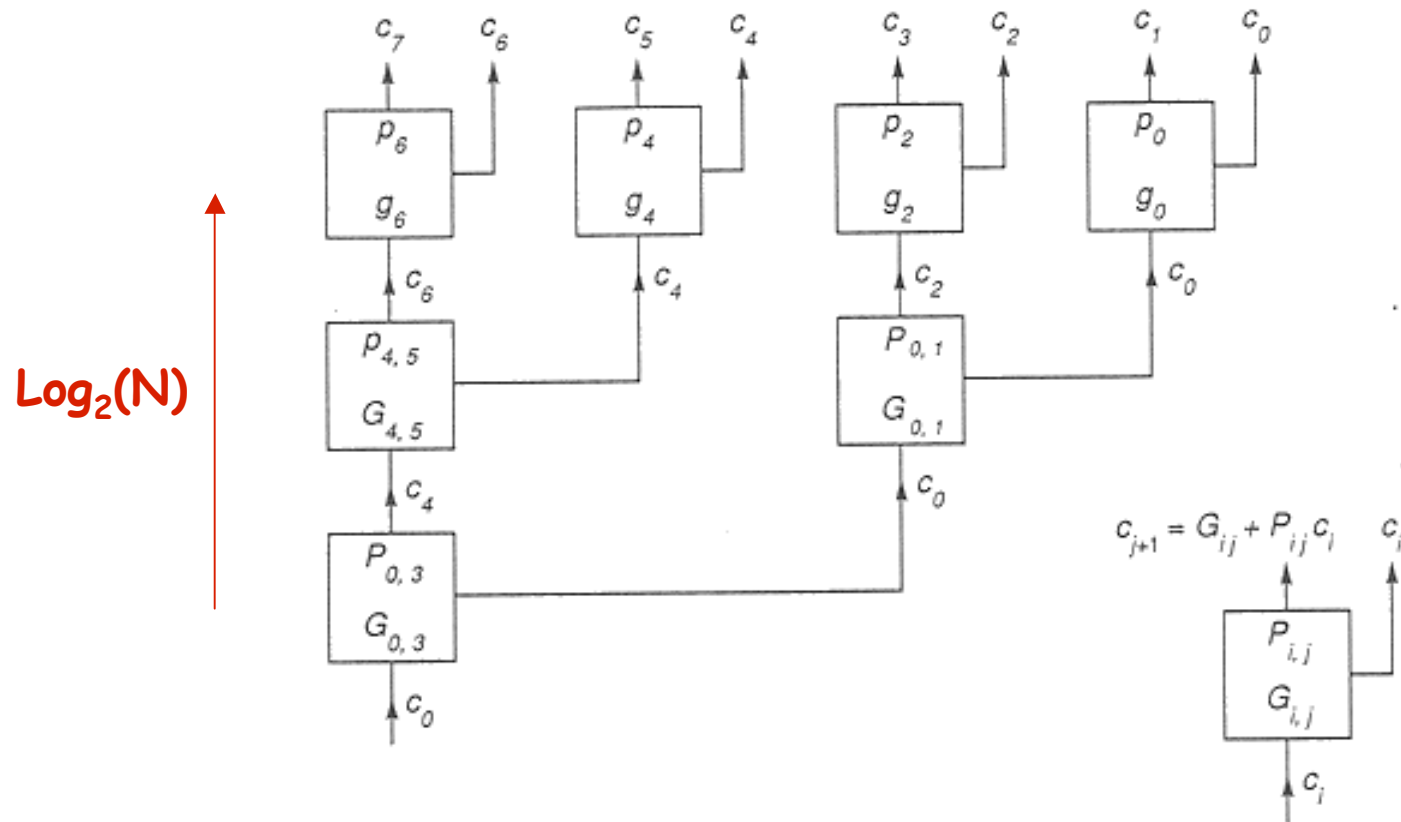 c₇ c₆ c₅ c₄ c₃ c₂ c₁ c₀
p₆ p₄ p₂ p₀
g₆ g₄ g₂ g₀
c₆ c₄ c₂ c₀
p₄,₅ P₀,₁
Log₂(N)
G₄,₅ G₀,₁
c₄ c₀
cⱼ₊₁ = Gᵢⱼ + Pᵢⱼcᵢ cᵢ
P₀,₃
G₀,₃
Pᵢ,ⱼ
Gᵢ,ⱼ
c₀
cᵢ